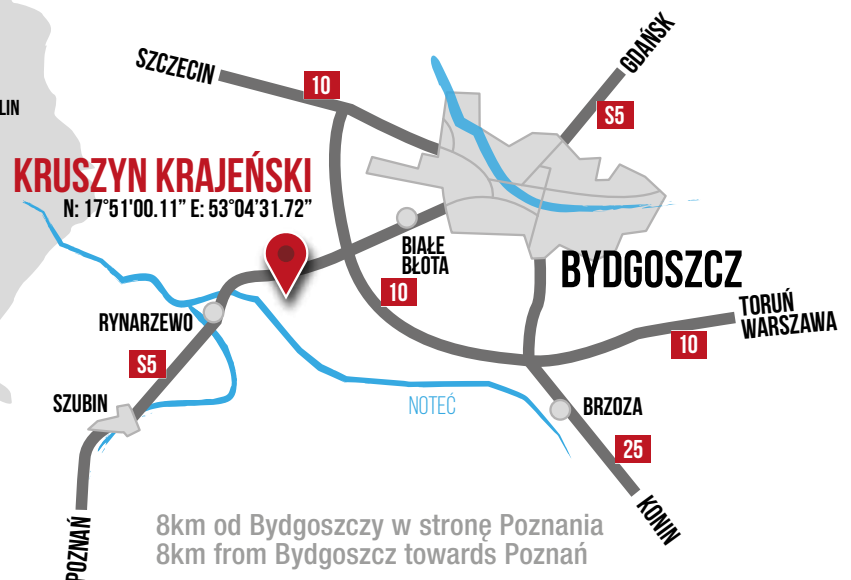 SZCZECIN
10
GDAŃSK
S5
LIN
KRUSZYN KRAJEŃSKI
N: 17°51'00.11” E: 53°04’31.72”
BIAŁE
BŁOTA
BYDGOSZCZ
10
RYNARZEWO
TORUŃ
WARSZAWA
10
S5
SZUBIN
NOTEĆ
BRZOZA
25
KONIN
POZNAŃ
8km od Bydgoszczy w stronę Poznania
8km from Bydgoszcz towards Poznań